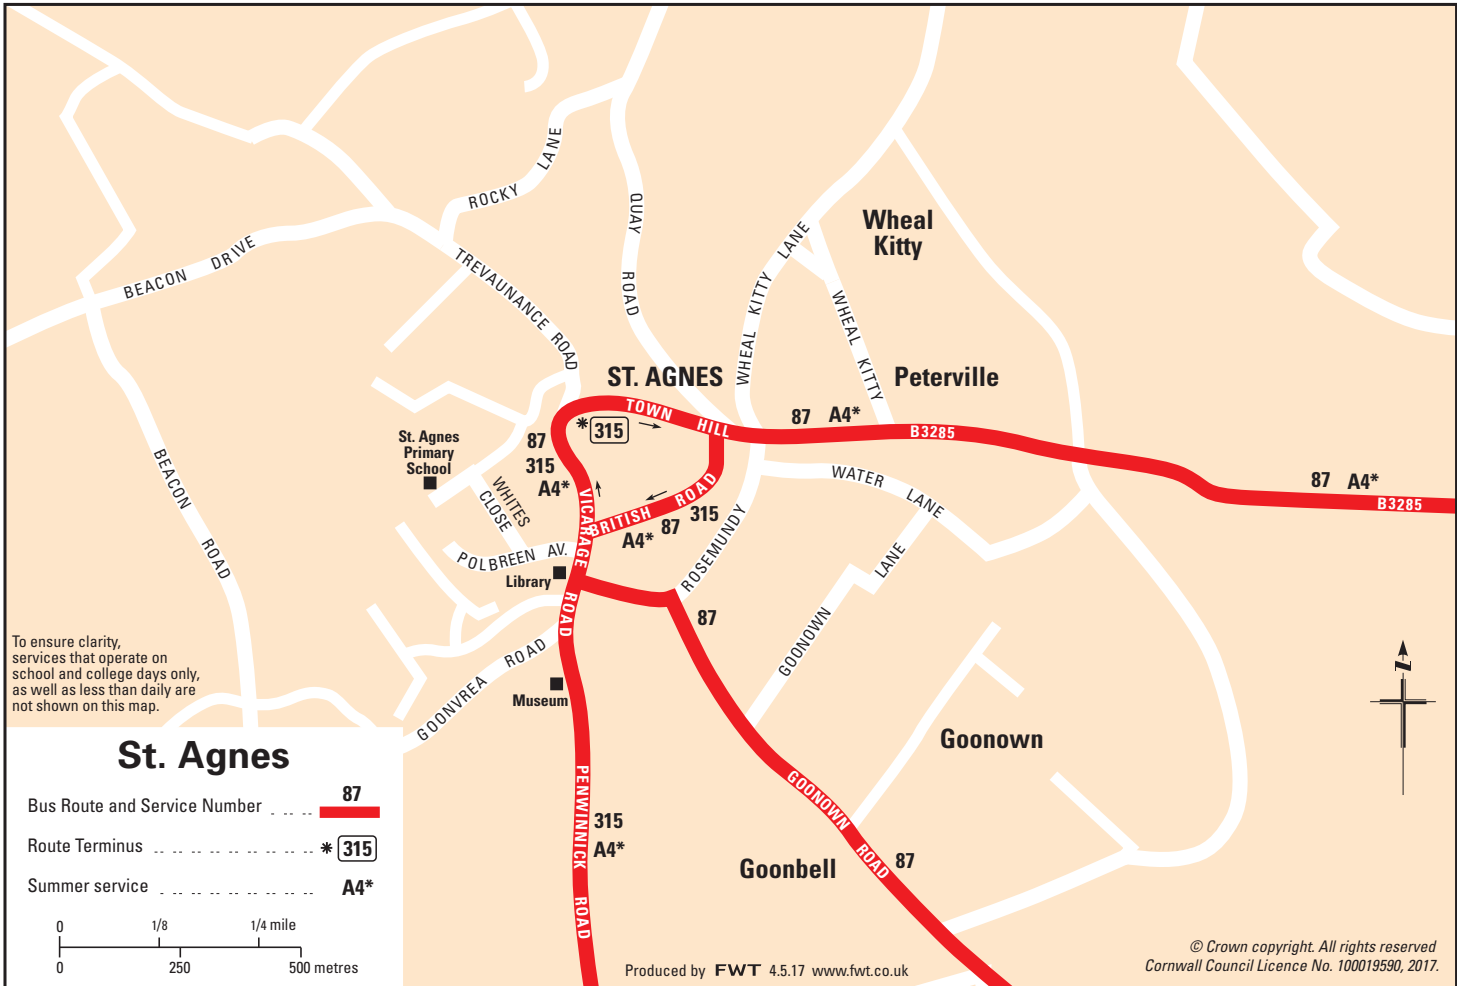 ROCKY LANE
QUAY ROAD
BEACON DRIVE
TREVAUNANCE ROAD
WHEAL KITTY LANE
Wheal
Kitty
WHEAL KITTY
ST. AGNES
Peterville
TOWN HILL
87 A4*
B3285
* 315
St. Agnes
Primary
School
87
315
A4*
BEACON ROAD
WHITES
CLOSE
VICARAGE ROAD
BRITISH ROAD
A4* 87 315
WATER LANE
87 A4*
B3285
POLBREEN AV.
Library
ROSEMUNDY
GOONOWN LANE
87
GOONVREA ROAD
Museum
To ensure clarity,
services that operate on
school and college days only,
as well as less than daily are
not shown on this map.
Goonown
PENWINNICK ROAD
315
A4*
GOONOWN ROAD
87
Goonbell
St. Agnes
Bus Route and Service Number 87
Route Terminus * 315
Summer service A4*
0 1/8 1/4 mile
0 250 500 metres
Produced by FWT 4.5.17 www.fwt.co.uk
© Crown copyright. All rights reserved
Cornwall Council Licence No. 100019590, 2017.
N